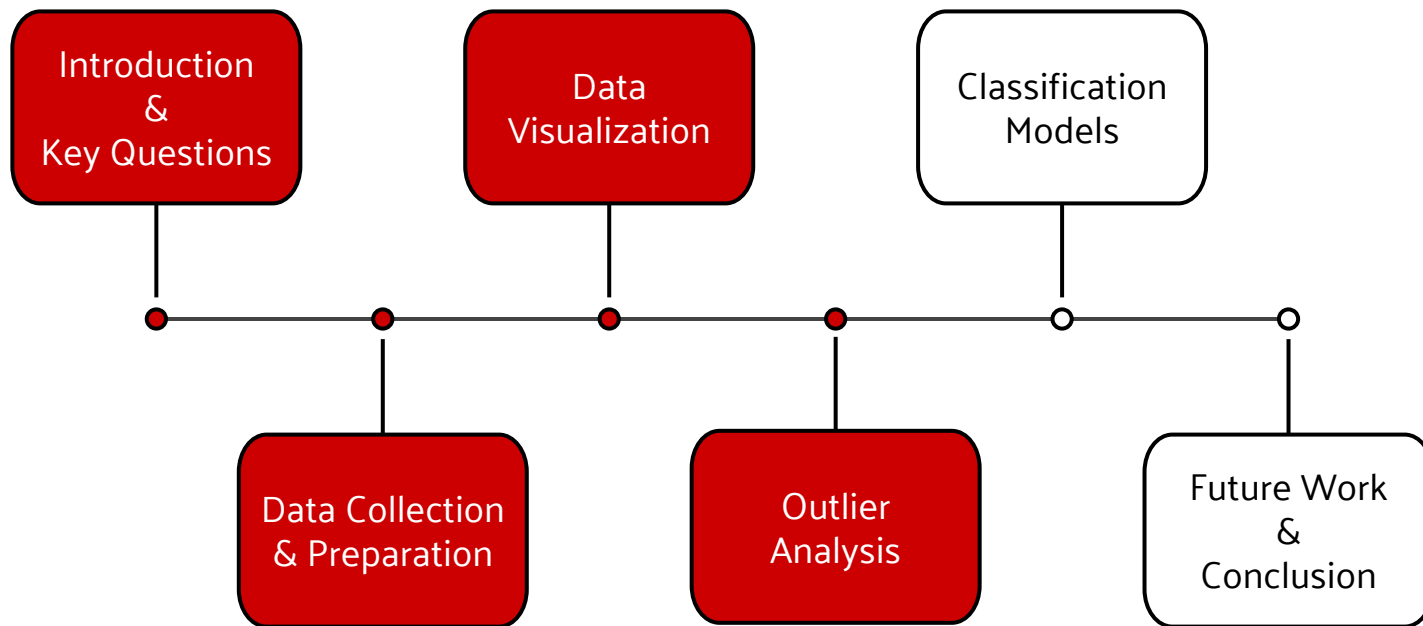 Introduction
&
Key Questions
Data Collection
& Preparation
Data
Visualization
Outlier
Analysis
Classification
Models
Future Work
&
Conclusion